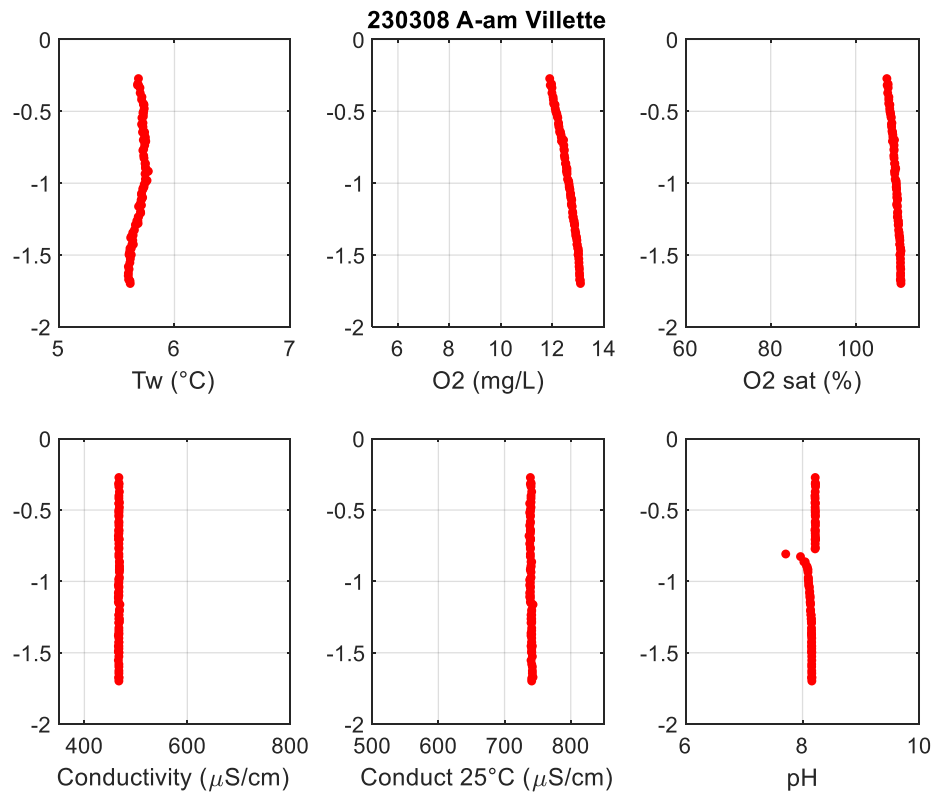 230308 A-am Villette
0
-0.5
-1
-1.5
-2
5 6 7
Tw (°C)
0
-0.5
-1
-1.5
-2
6 8 10 12 14
O2 (mg/L)
0
-0.5
-1
-1.5
-2
60 80 100
O2 sat (%)
0
-0.5
-1
-1.5
-2
400 600 800
Conductivity (μS/cm)
0
-0.5
-1
-1.5
-2
500 600 700 800
Conduct 25°C (μS/cm)
0
-0.5
-1
-1.5
-2
6 8 10
pH